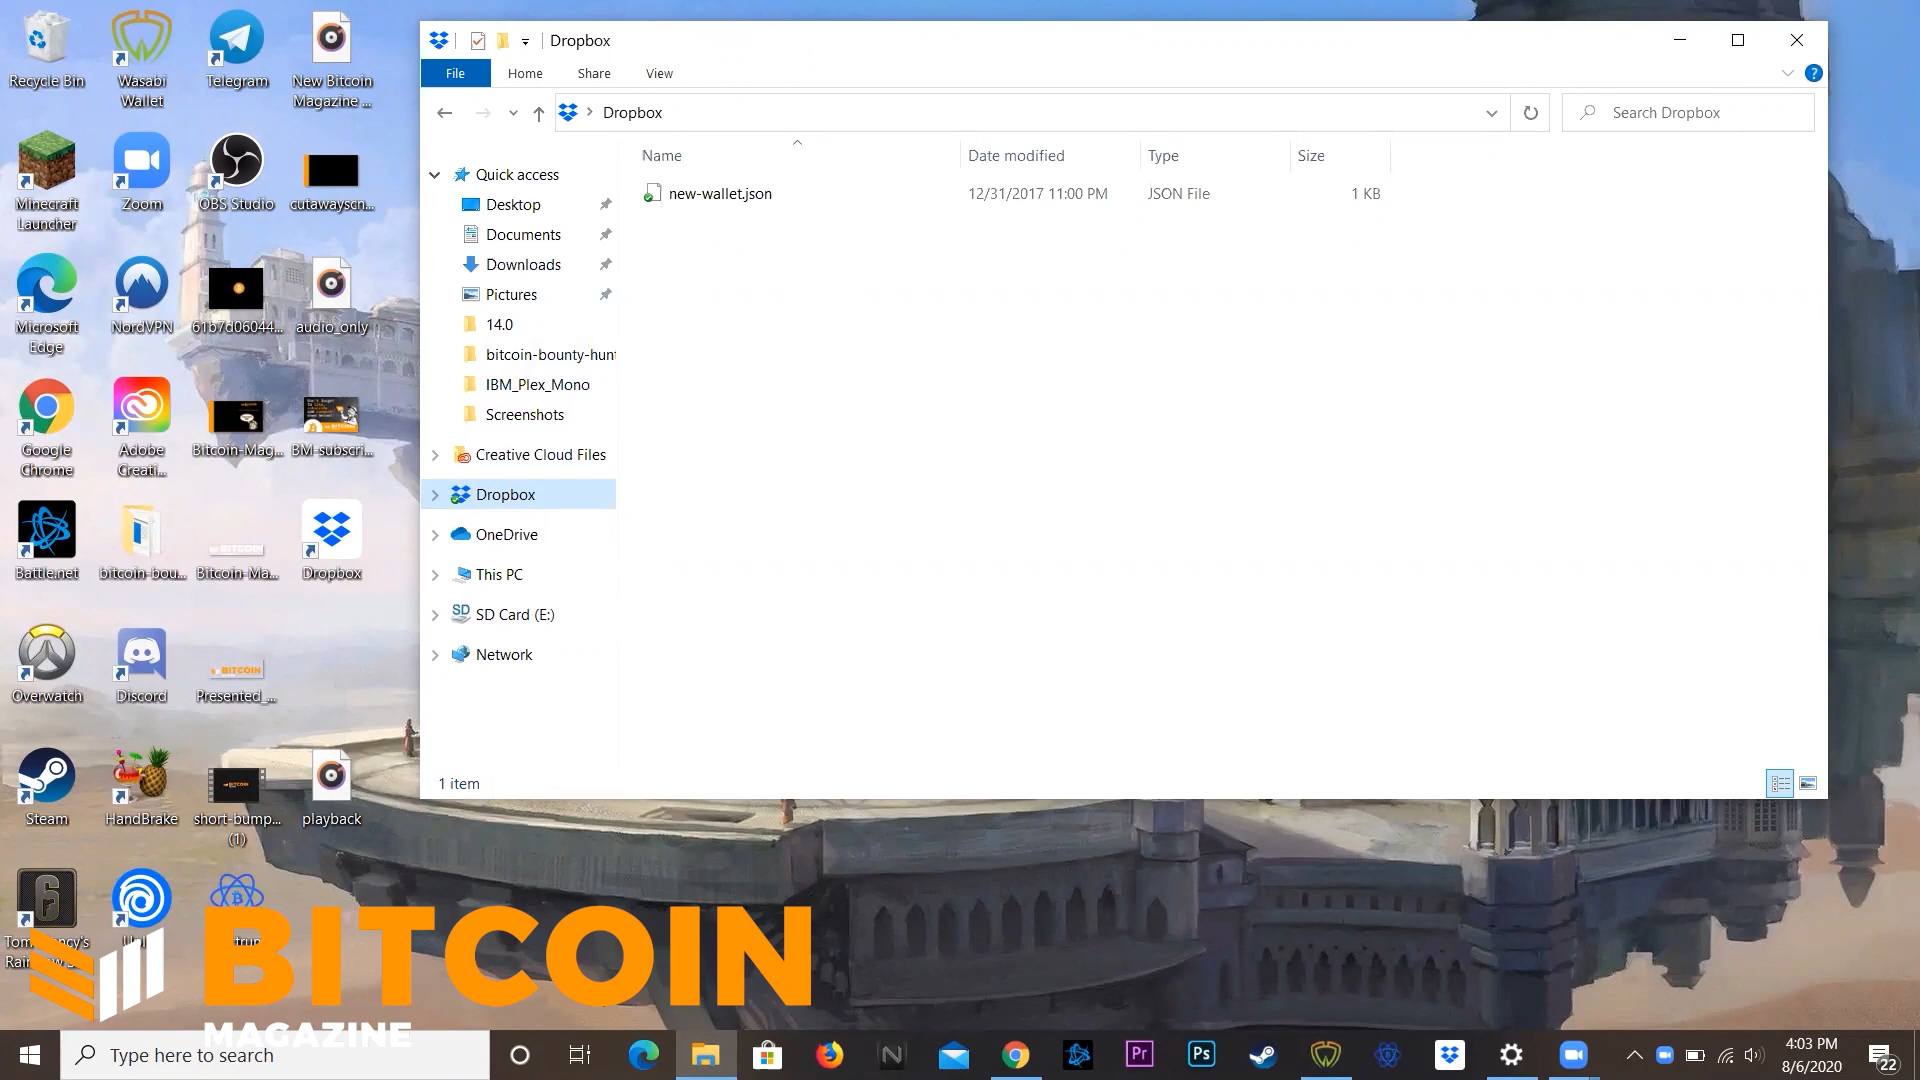 Dropbox
File Home Share View
Dropbox
Search Dropbox
Name Date modified Type Size
new-wallet.json 12/31/2017 11:00 PM JSON File 1 KB
Quick access
Desktop
Documents
Downloads
Pictures
14.0
bitcoin-bounty-hunt
IBM_Plex_Mono
Screenshots
Creative Cloud Files
Dropbox
OneDrive
This PC
SD
SD Card (E:)
Network
1 item
Recycle Bin
Wasabi
Wallet
Telegram
New Bitcoin
Magazine ...
Minecraft
Launcher
Zoom
OBS Studio
cutawayscn...
Microsoft
Edge
NordVPN
61b7d06044...
audio_only
Google
Chrome
Adobe
Creati...
Bitcoin-Mag...
BM-subscri...
Battle.net
bitcoin-bou...
Bitcoin-Ma...
Dropbox
Overwatch
Discord
BITCOIN
Presented_...
Steam
HandBrake
short-bump...
(1)
playback
BITCOIN
MAGAZINE
Type here to search
Pr
Ps
4:03 PM
8/6/2020
22